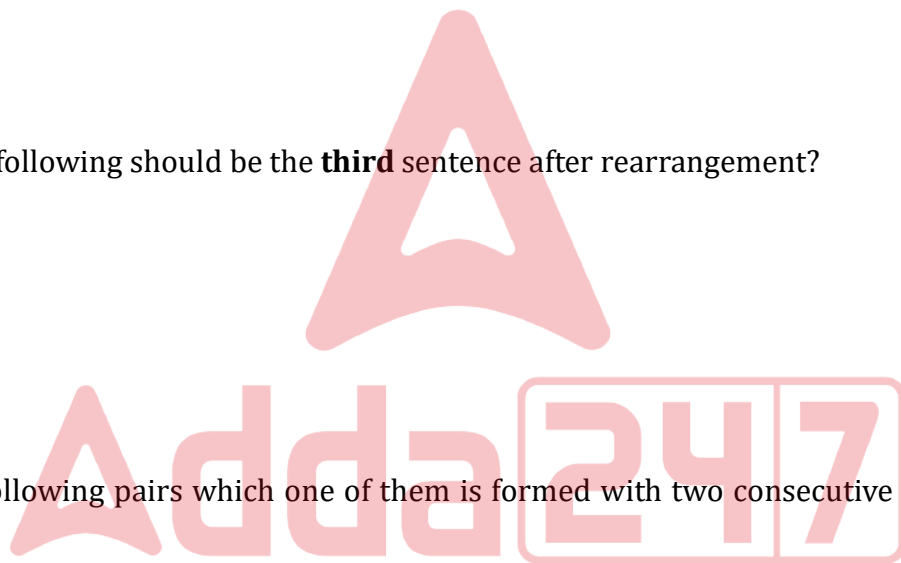 following should be the third sentence after rearrangement?
ollowing pairs which one of them is formed with two consecutive
Adda247